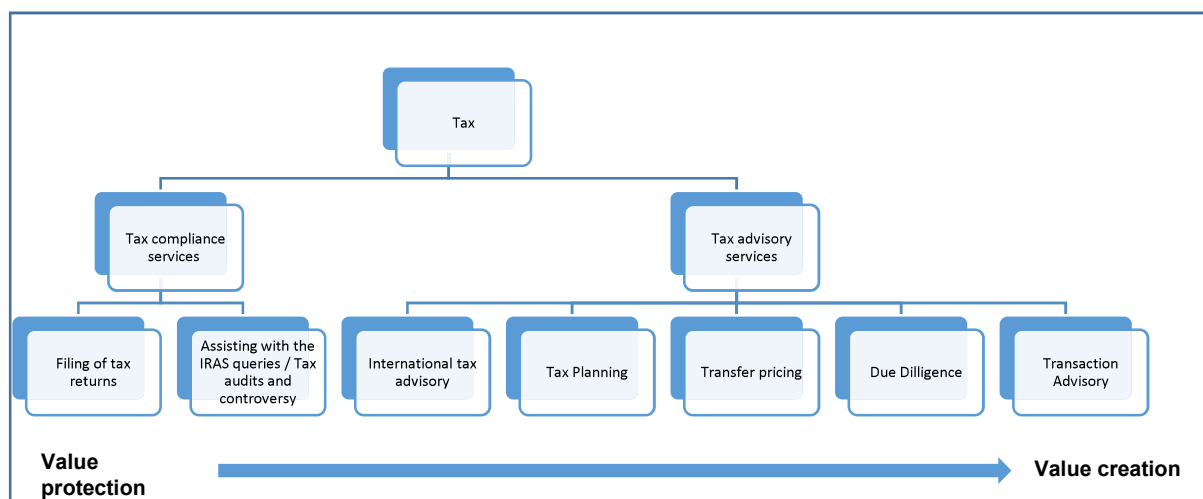 Tax
Tax compliance
services
Tax advisory
services
Filing of tax
returns
Assisting with the
IRAS queries / Tax
audits and
controversy
International tax
advisory
Tax Planning
Transfer pricing
Due Dilligence
Transaction
Advisory
Value
protection
Value creation